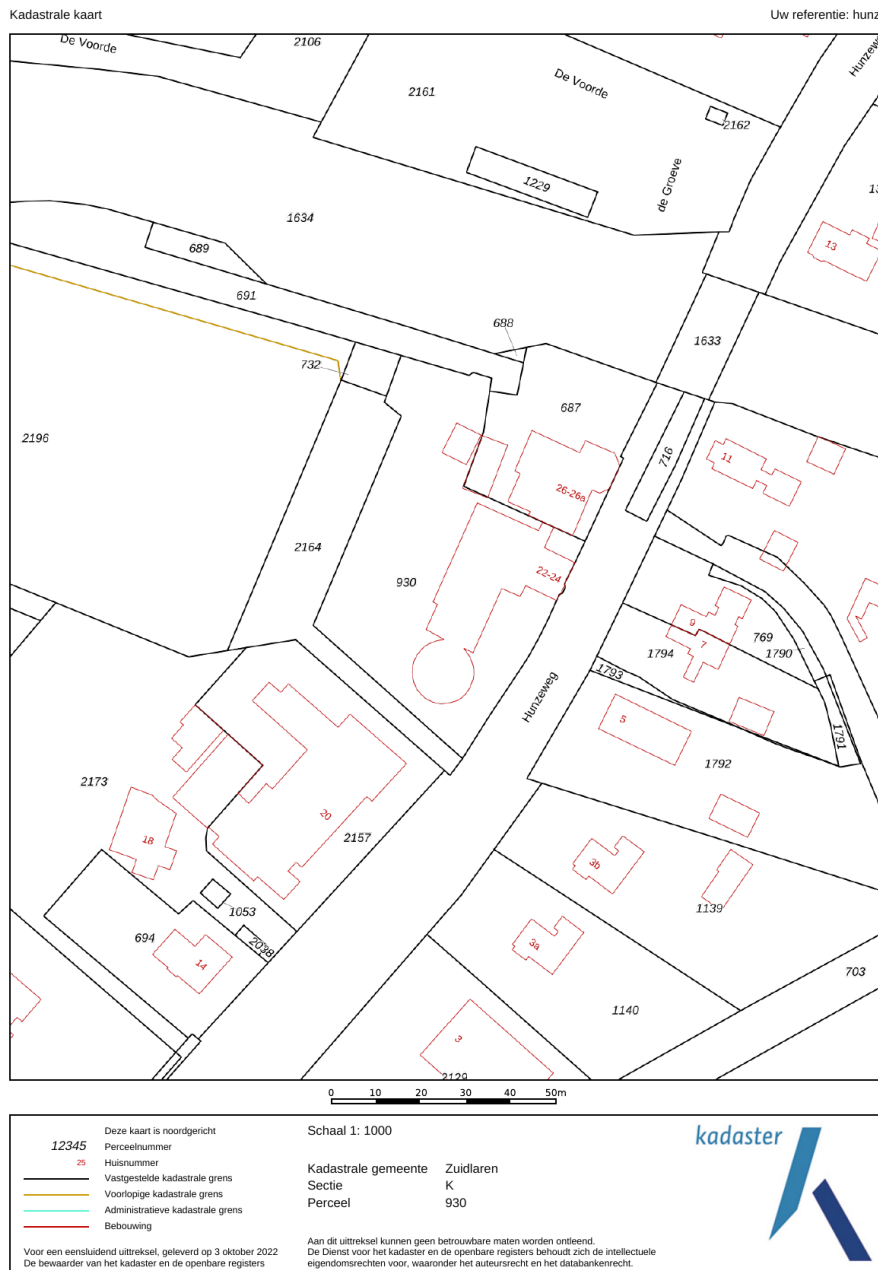 Kadastrale kaart
Uw referentie: hunz
De Voorde
2106
Hunzew
2161
De Voorde
2162
1229
de Groeve
1634
13
689
691
688
1633
732
687
2196
716
11
26-26a
2164
930
22-24
9
769
7
1790
1794
1793
Hunzeweg
5
1791
1792
2173
20
18
2157
3b
1139
1053
694
2038
14
3a
703
1140
3
2129
0 10 20 30 40 50m
Deze kaart is noordgericht
12345 Perceelnummer
25 Huisnummer
Vastgestelde kadastrale grens
Voorlopige kadastrale grens
Administratieve kadastrale grens
Bebouwing
Voor een eensluidend uittreksel, geleverd op 3 oktober 2022
De bewaarder van het kadaster en de openbare registers
Schaal 1: 1000
Kadastrale gemeente Zuidlaren
Sectie K
Perceel 930
Aan dit uittreksel kunnen geen betrouwbare maten worden ontleend.
De Dienst voor het kadaster en de openbare registers behoudt zich de intellectuele
eigendomsrechten voor, waaronder het auteursrecht en het databankenrecht.
kadaster